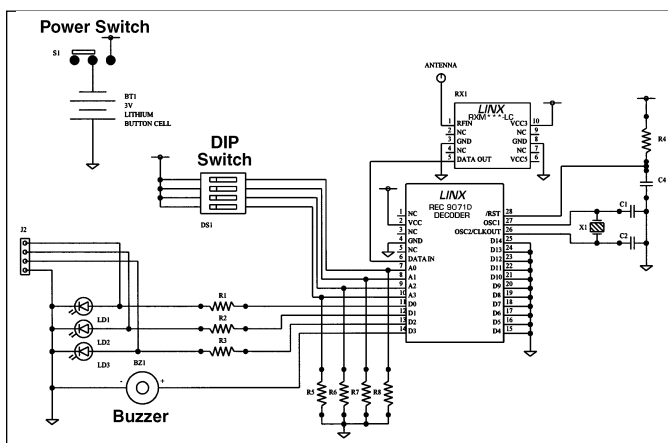 Power Switch
S1
BT1
3V
LITHIUM
BUTTON CELL
ANTENNA
RX1
LINX
RXM***-LC
1 RFIN VCC3 10
2 NC NC 9
3 GND GND 8
4 NC NC 7
5 DATA OUT VCC5 6
R4
C4
DIP
Switch
DS1
LINX
REC 9071D
DECODER
1 NC /RST 28
2 VCC OSC1 27
3 NC OSC2/CLKOUT 26
4 GND D14 25
5 NC D13 24
6 DATA IN D12 23
7 A0 D11 22
8 A1 D10 21
9 A2 D9 20
10 A3 D8 19
11 D0 D7 18
12 D1 D6 17
13 D2 D5 16
14 D3 D4 15
C1
X1
C2
J2
LD1
R1
LD2
R2
LD3
R3
BZ1
- +
Buzzer
R5
R6
R7
R8